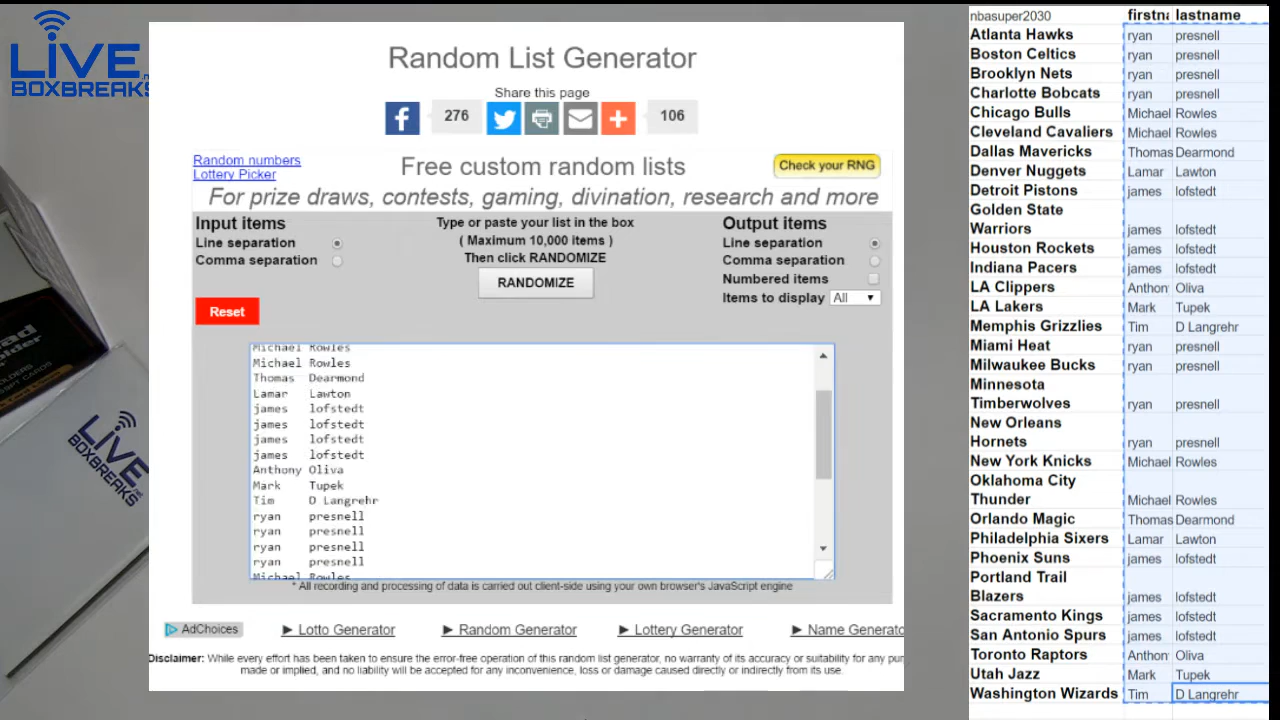 LIVE
BOXBREAKS
Random List Generator
Share this page
276
106
Random numbers
Lottery Picker
Free custom random lists
Check your RNG
For prize draws, contests, gaming, divination, research and more
Input items
Line separation
Comma separation
Reset
Type or paste your list in the box
( Maximum 10,000 items )
Then click RANDOMIZE
RANDOMIZE
Output items
Line separation
Comma separation
Numbered items
Items to display All
Michael Rowles
Michael Rowles
Thomas Dearmond
Lamar Lawton
james lofstedt
james lofstedt
james lofstedt
james lofstedt
Anthony Oliva
Mark Tupek
Tim D Langrehr
ryan presnell
ryan presnell
ryan presnell
ryan presnell
Michael Rowles
* All recording and processing of data is carried out client-side using your own browser's JavaScript engine
AdChoices
► Lotto Generator
► Random Generator
► Lottery Generator
► Name Generato
Disclaimer: While every effort has been taken to ensure the error-free operation of this random list generator, no warranty of its accuracy or suitability for any pur
made or implied, and no liability will be accepted for any inconvenience, loss or damage caused directly or indirectly from its use.
nbasuper2030 firstna lastname
Atlanta Hawks ryan presnell
Boston Celtics ryan presnell
Brooklyn Nets ryan presnell
Charlotte Bobcats ryan presnell
Chicago Bulls Michael Rowles
Cleveland Cavaliers Michael Rowles
Dallas Mavericks Thomas Dearmond
Denver Nuggets Lamar Lawton
Detroit Pistons james lofstedt
Golden State
Warriors james lofstedt
Houston Rockets james lofstedt
Indiana Pacers james lofstedt
LA Clippers Anthon Oliva
LA Lakers Mark Tupek
Memphis Grizzlies Tim D Langrehr
Miami Heat ryan presnell
Milwaukee Bucks ryan presnell
Minnesota
Timberwolves ryan presnell
New Orleans
Hornets ryan presnell
New York Knicks Michael Rowles
Oklahoma City
Thunder Michael Rowles
Orlando Magic Thomas Dearmond
Philadelphia Sixers Lamar Lawton
Phoenix Suns james lofstedt
Portland Trail
Blazers james lofstedt
Sacramento Kings james lofstedt
San Antonio Spurs james lofstedt
Toronto Raptors Anthon Oliva
Utah Jazz Mark Tupek
Washington Wizards Tim D Langrehr
LIVE
BOXBREAKS